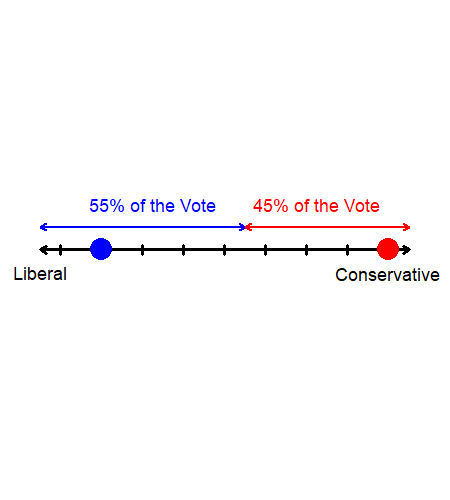 55% of the Vote 45% of the Vote
Liberal Conservative